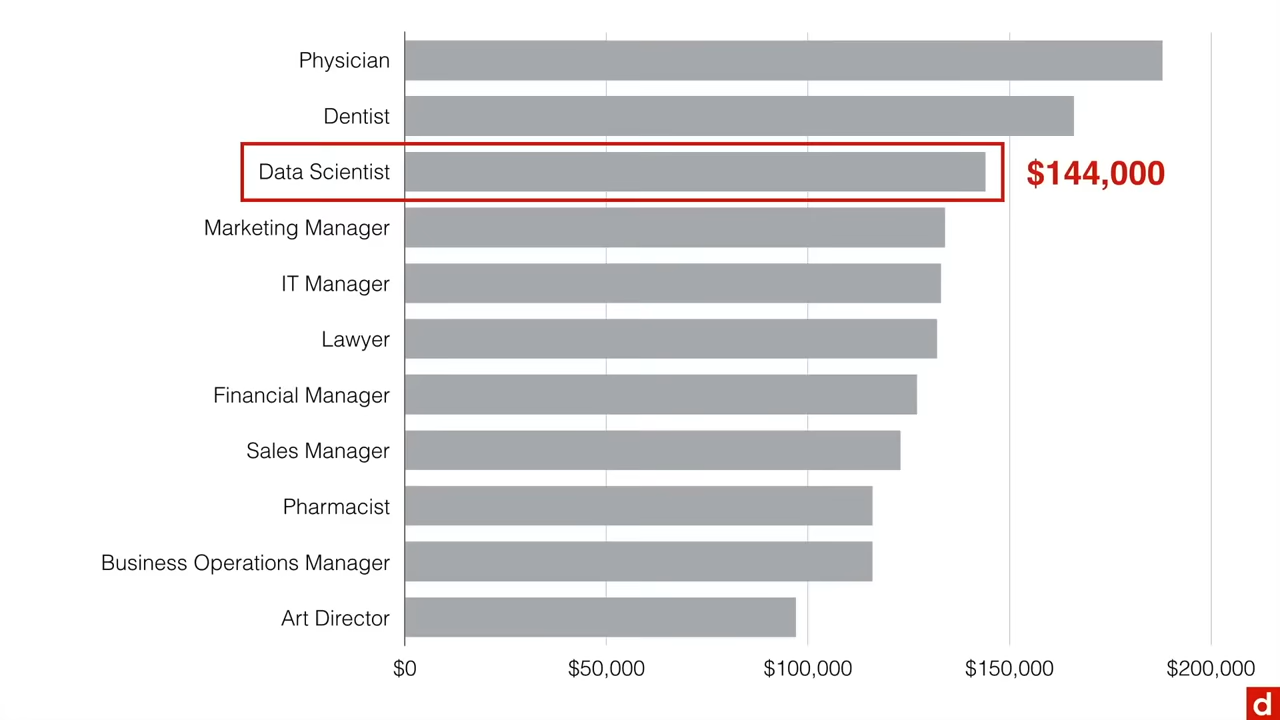 Physician
Dentist
Data Scientist
$144,000
Marketing Manager
IT Manager
Lawyer
Financial Manager
Sales Manager
Pharmacist
Business Operations Manager
Art Director
$0 $50,000 $100,000 $150,000 $200,000
d